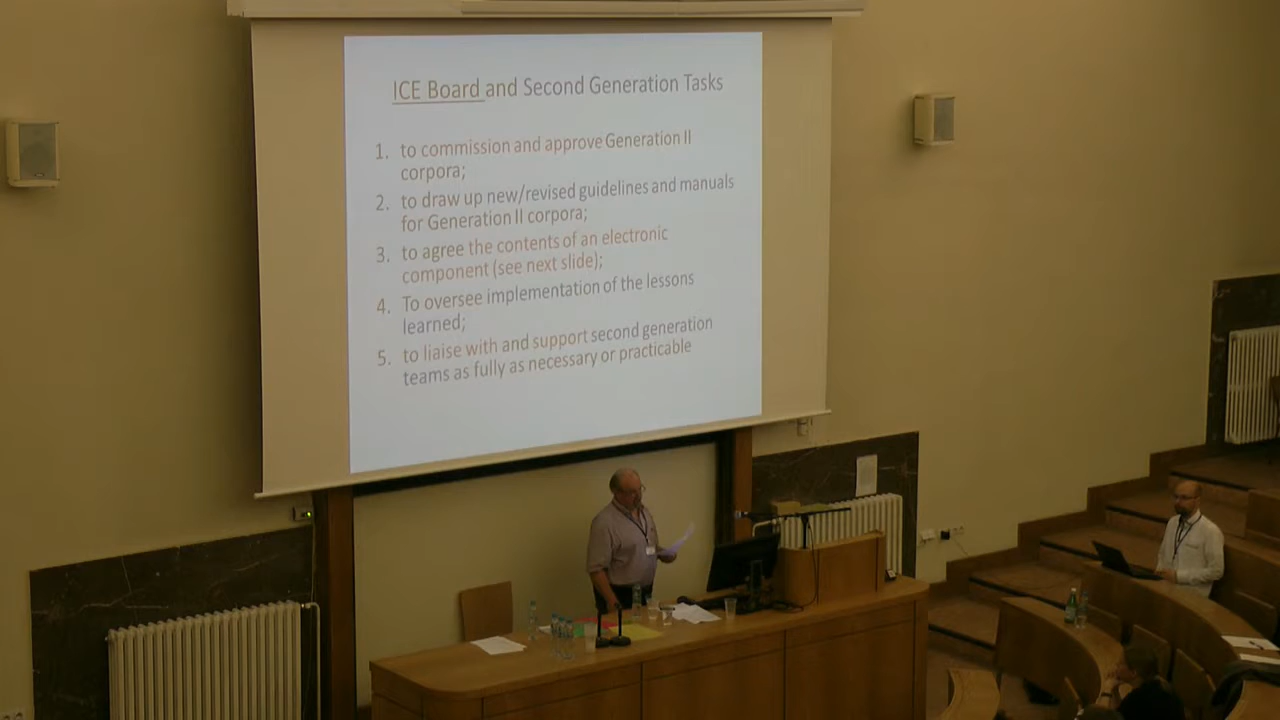 ICE Board and Second Generation Tasks
1. to commission and approve Generation II
corpora;
2. to draw up new/revised guidelines and manuals
for Generation II corpora;
3. to agree the contents of an electronic
component (see next slide);
4. To oversee implementation of the lessons
learned;
5. to liaise with and support second generation
teams as fully as necessary or practicable